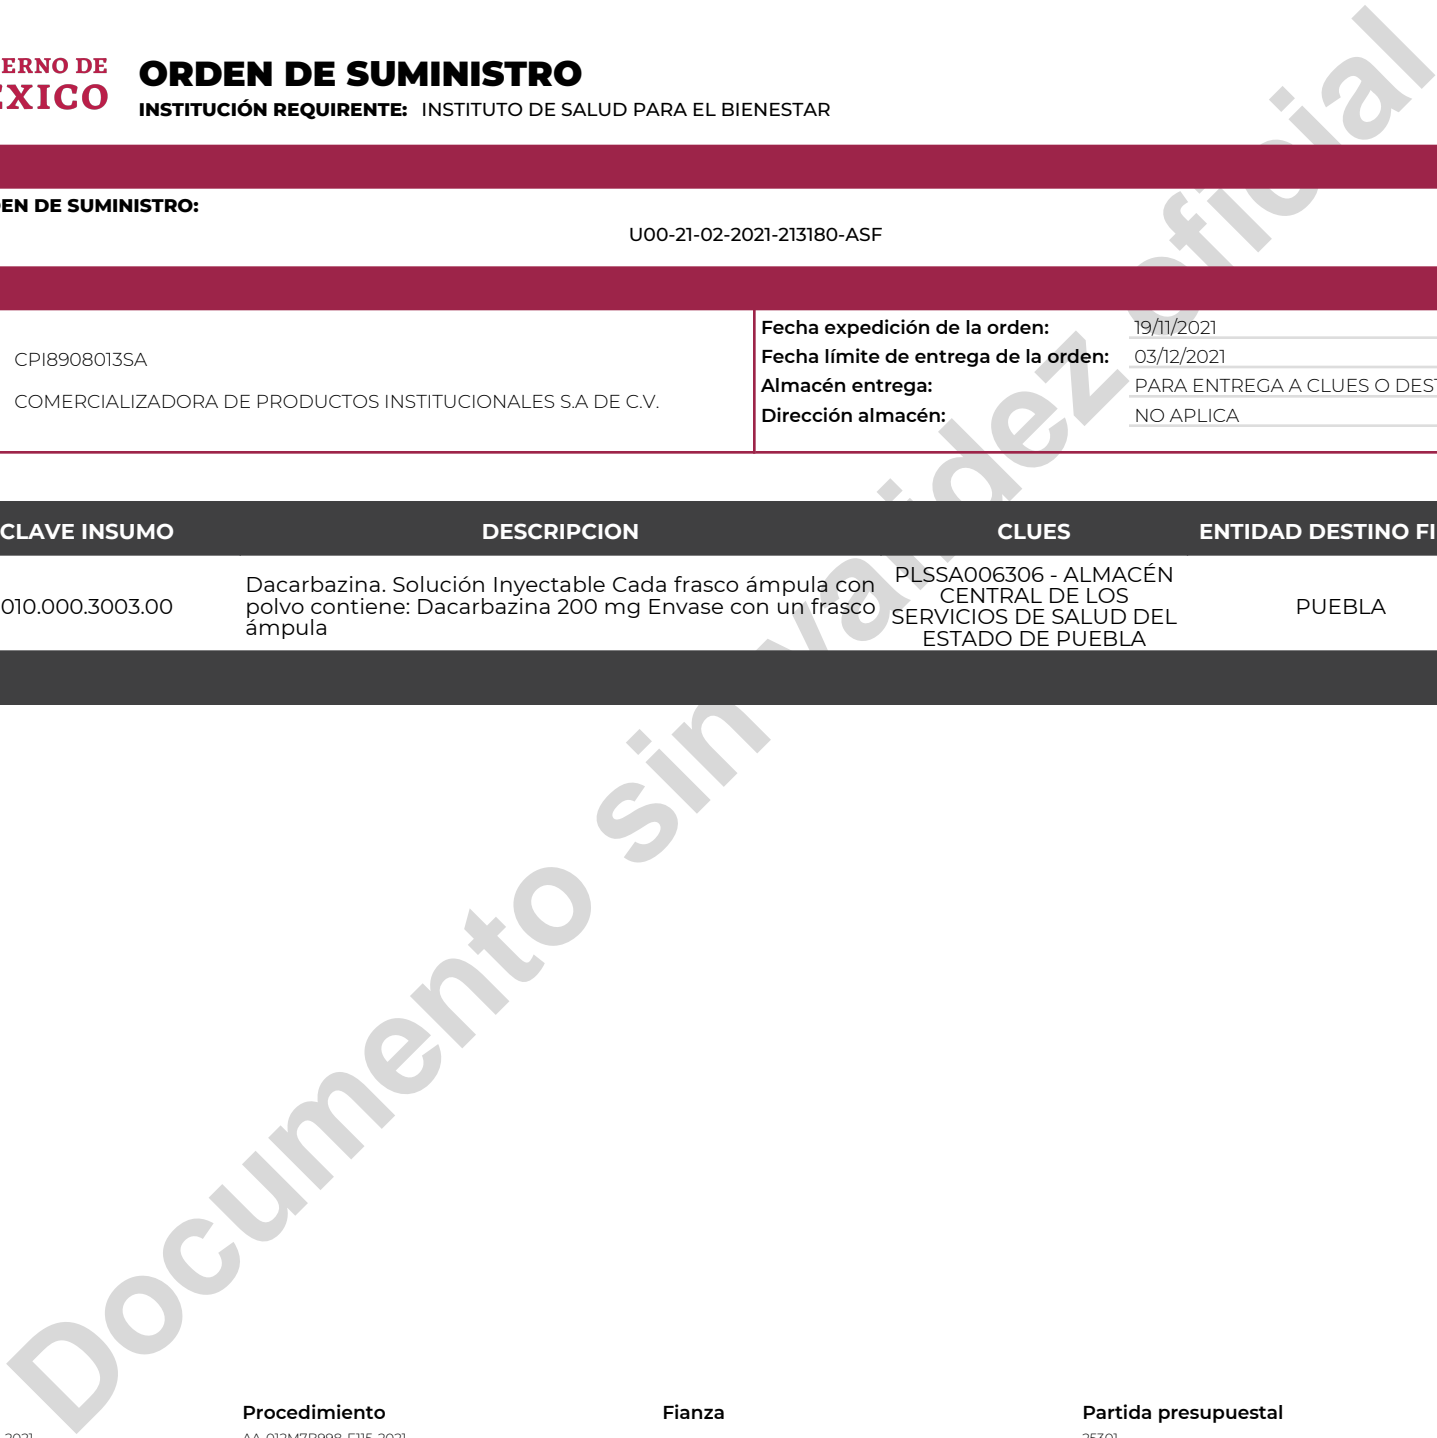 ERNO DE
EXICO
ORDEN DE SUMINISTRO
INSTITUCIÓN REQUIRENTE: INSTITUTO DE SALUD PARA EL BIENESTAR
EN DE SUMINISTRO:
U00-21-02-2021-213180-ASF
CPI8908013SA
COMERCIALIZADORA DE PRODUCTOS INSTITUCIONALES S.A DE C.V.
Fecha expedición de la orden: 19/11/2021
Fecha límite de entrega de la orden: 03/12/2021
Almacén entrega: PARA ENTREGA A CLUES O DEST
Dirección almacén: NO APLICA
CLAVE INSUMO DESCRIPCION CLUES ENTIDAD DESTINO FI
010.000.3003.00
Dacarbazina. Solución Inyectable Cada frasco ámpula con
polvo contiene: Dacarbazina 200 mg Envase con un frasco
ámpula
PLSSA006306 - ALMACÉN
CENTRAL DE LOS
SERVICIOS DE SALUD DEL
ESTADO DE PUEBLA
PUEBLA
Documento sin validez oficial
Procedimiento Fianza Partida presupuestal